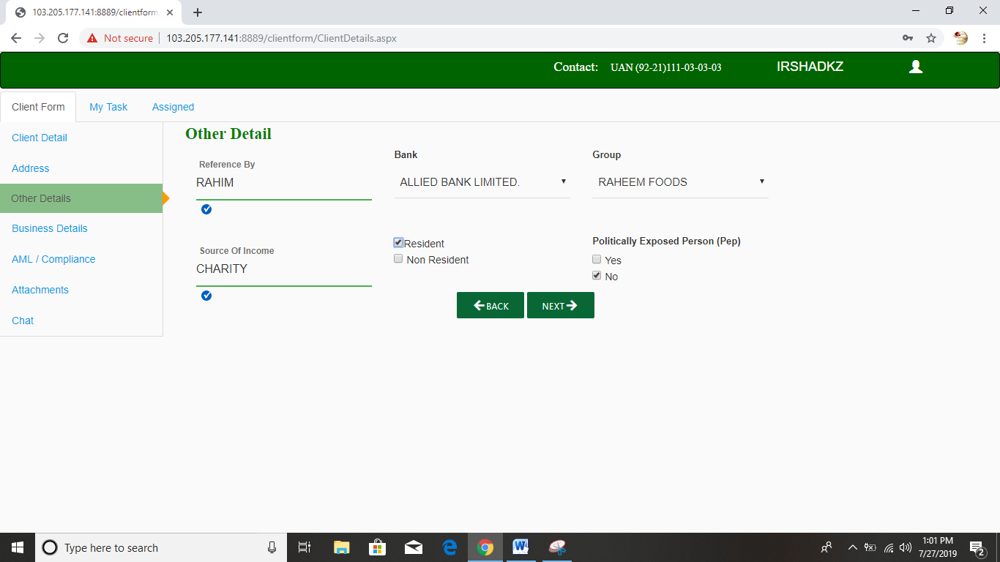 103.205.177.141:8889/clientform
Not secure
103.205.177.141:8889/clientform/ClientDetails.aspx
Contact:
UAN (92-21)111-03-03-03
IRSHADKZ
Client Form
My Task
Assigned
Client Detail
Address
Other Details
Business Details
AML / Compliance
Attachments
Chat
Other Detail
Reference By
RAHIM
Bank
ALLIED BANK LIMITED.
Group
RAHEEM FOODS
Source Of Income
CHARITY
Resident
Non Resident
Politically Exposed Person (Pep)
Yes
No
BACK
NEXT
Type here to search
1:01 PM
7/27/2019
2